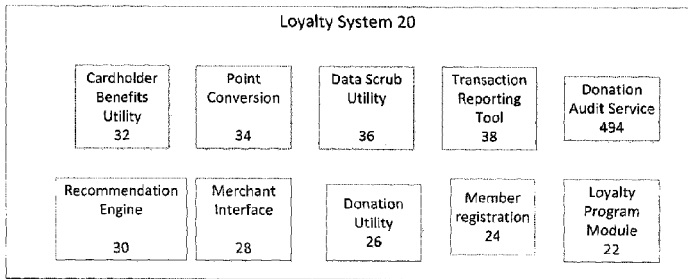 Loyalty System 20
Cardholder
Benefits
Utility
32
Point
Conversion
34
Data Scrub
Utility
36
Transaction
Reporting
Tool
38
Donation
Audit Service
494
Recommendation
Engine
30
Merchant
Interface
28
Donation
Utility
26
Member
registration
24
Loyalty
Program
Module
22